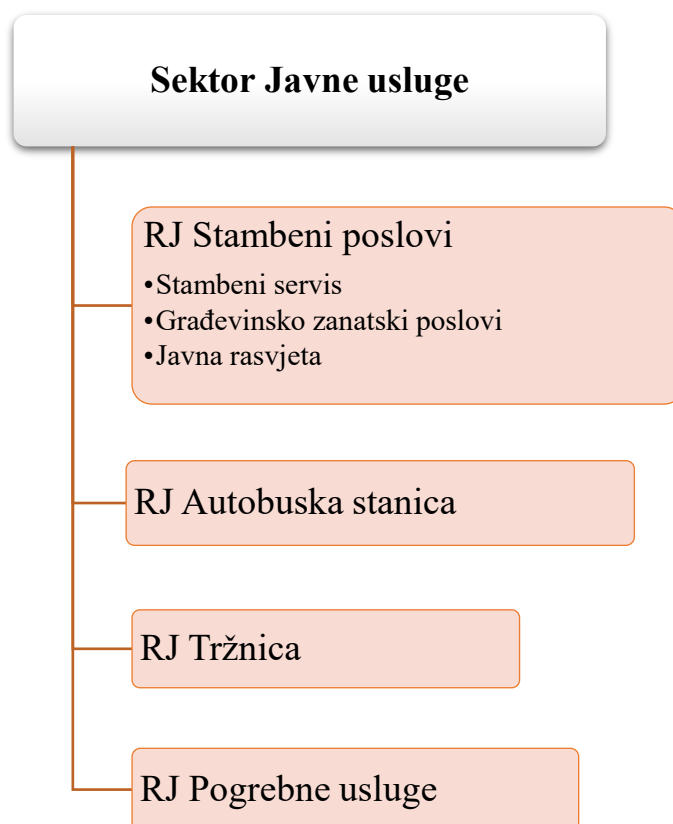 Sektor Javne usluge
RJ Stambeni poslovi
•Stambeni servis
•Građevinsko zanatski poslovi
•Javna rasvjeta
RJ Autobuska stanica
RJ Tržnica
RJ Pogrebne usluge